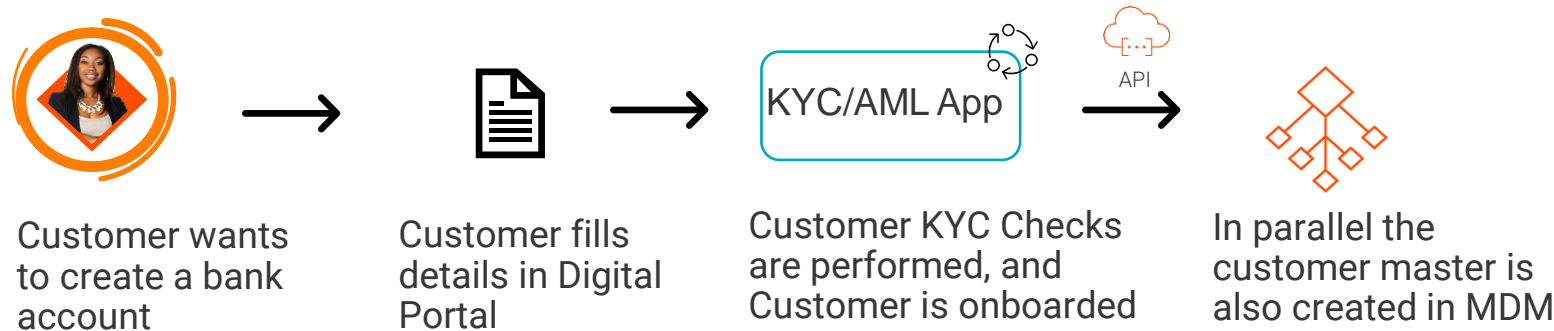 KYC/AML App
API
[...]
Customer wants
to create a bank
account
Customer fills
details in Digital
Portal
Customer KYC Checks
are performed, and
Customer is onboarded
In parallel the
customer master is
also created in MDM